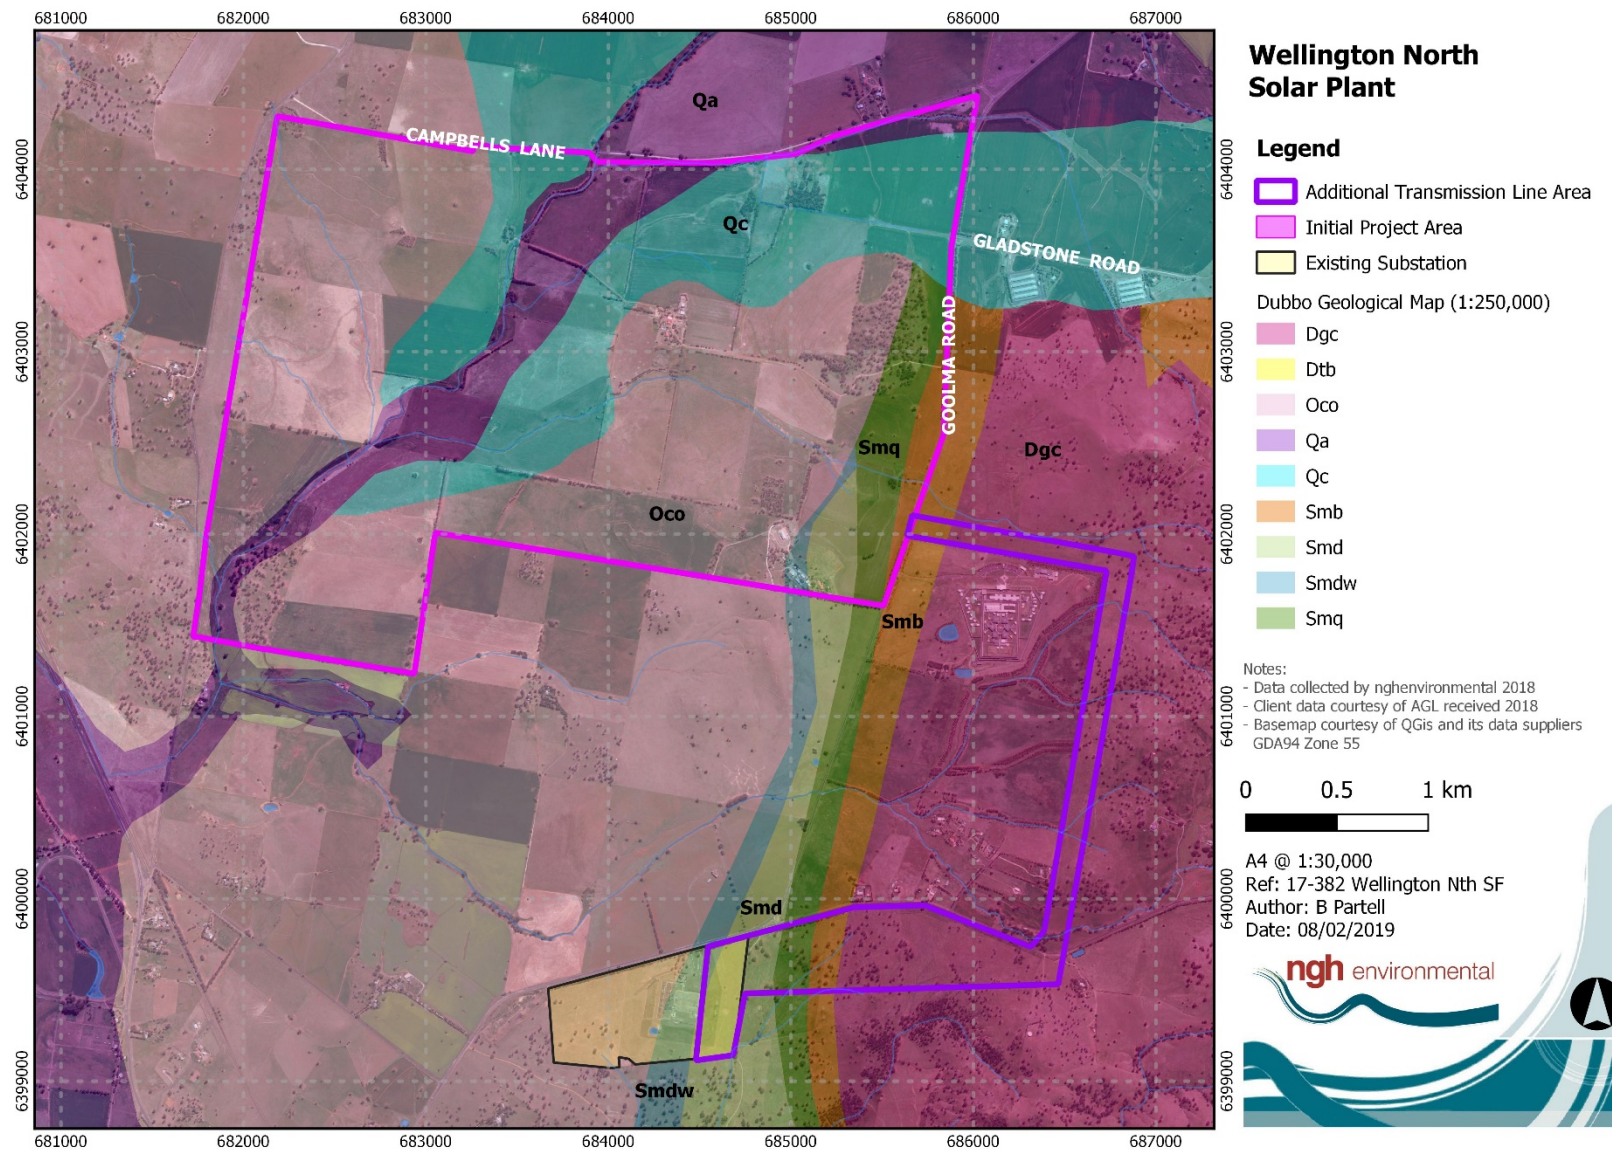 681000 682000 683000 684000 685000 686000 687000
Wellington North
Solar Plant
Legend
Additional Transmission Line Area
Initial Project Area
Existing Substation
Dubbo Geological Map (1:250,000)
Dgc
Dtb
Oco
Qa
Qc
Smb
Smd
Smdw
Smq
Notes:
- Data collected by nghenvironmental 2018
- Client data courtesy of AGL received 2018
- Basemap courtesy of QGis and its data suppliers
GDA94 Zone 55
0 0.5 1 km
A4 @ 1:30,000
Ref: 17-382 Wellington Nth SF
Author: B Partell
Date: 08/02/2019
ngh environmental
Qa
CAMPBELLS LANE
Qc
GLADSTONE ROAD
GOOLMA ROAD
Smq
Dgc
Oco
Smb
Smd
Smdw
6404000
6403000
6402000
6401000
6400000
6399000
6404000
6403000
6402000
6401000
6400000
6399000
681000 682000 683000 684000 685000 686000 687000